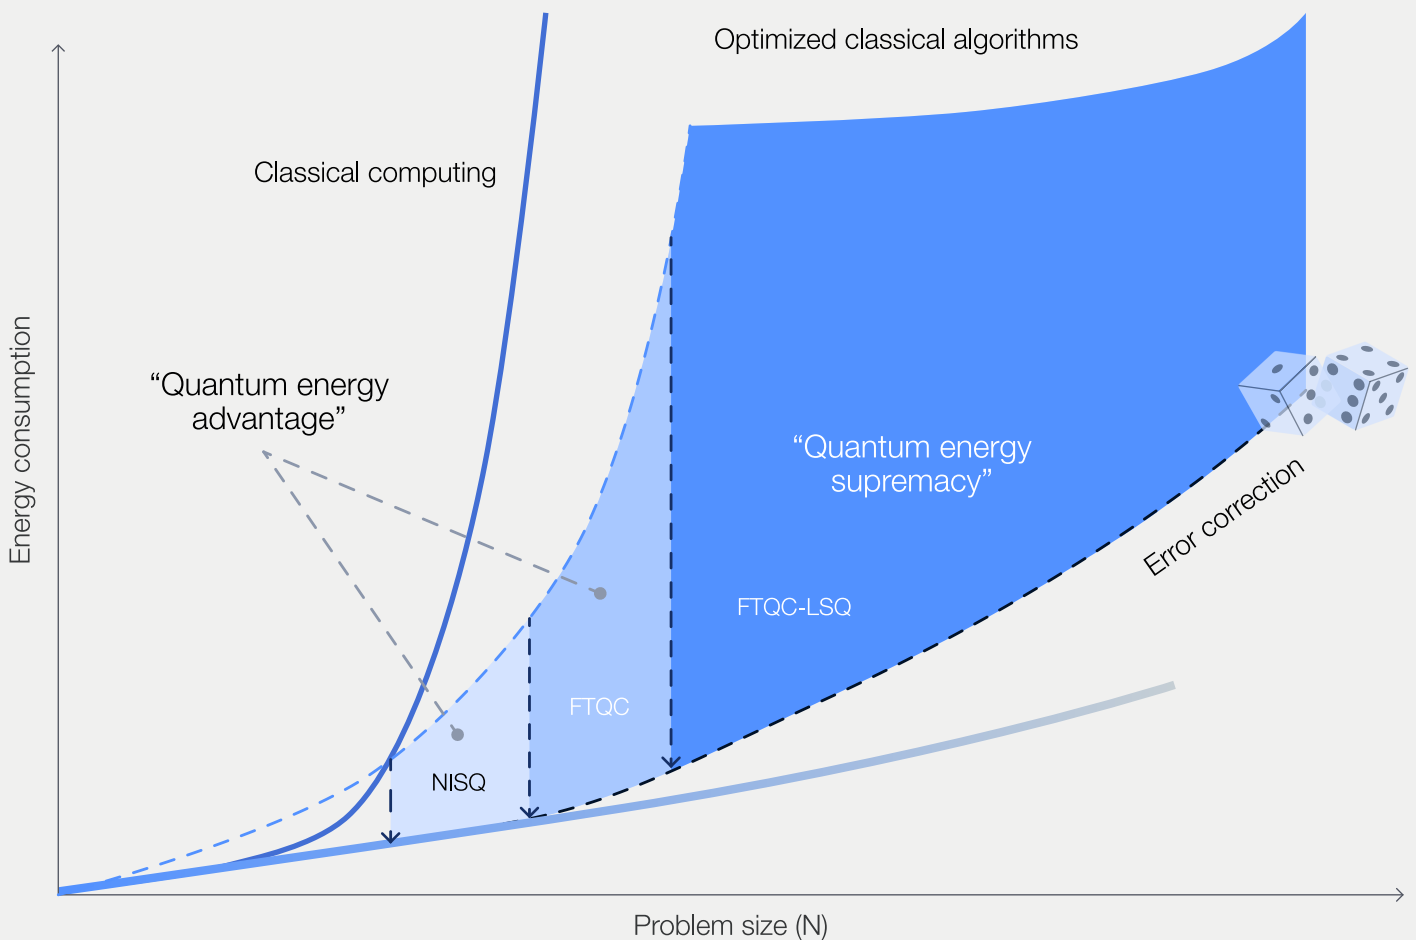 Optimized classical algorithms
Classical computing
“Quantum energy
advantage”
“Quantum energy
supremacy”
Energy consumption
Error correction
FTQC-LSQ
FTQC
NISQ
Problem size (N)